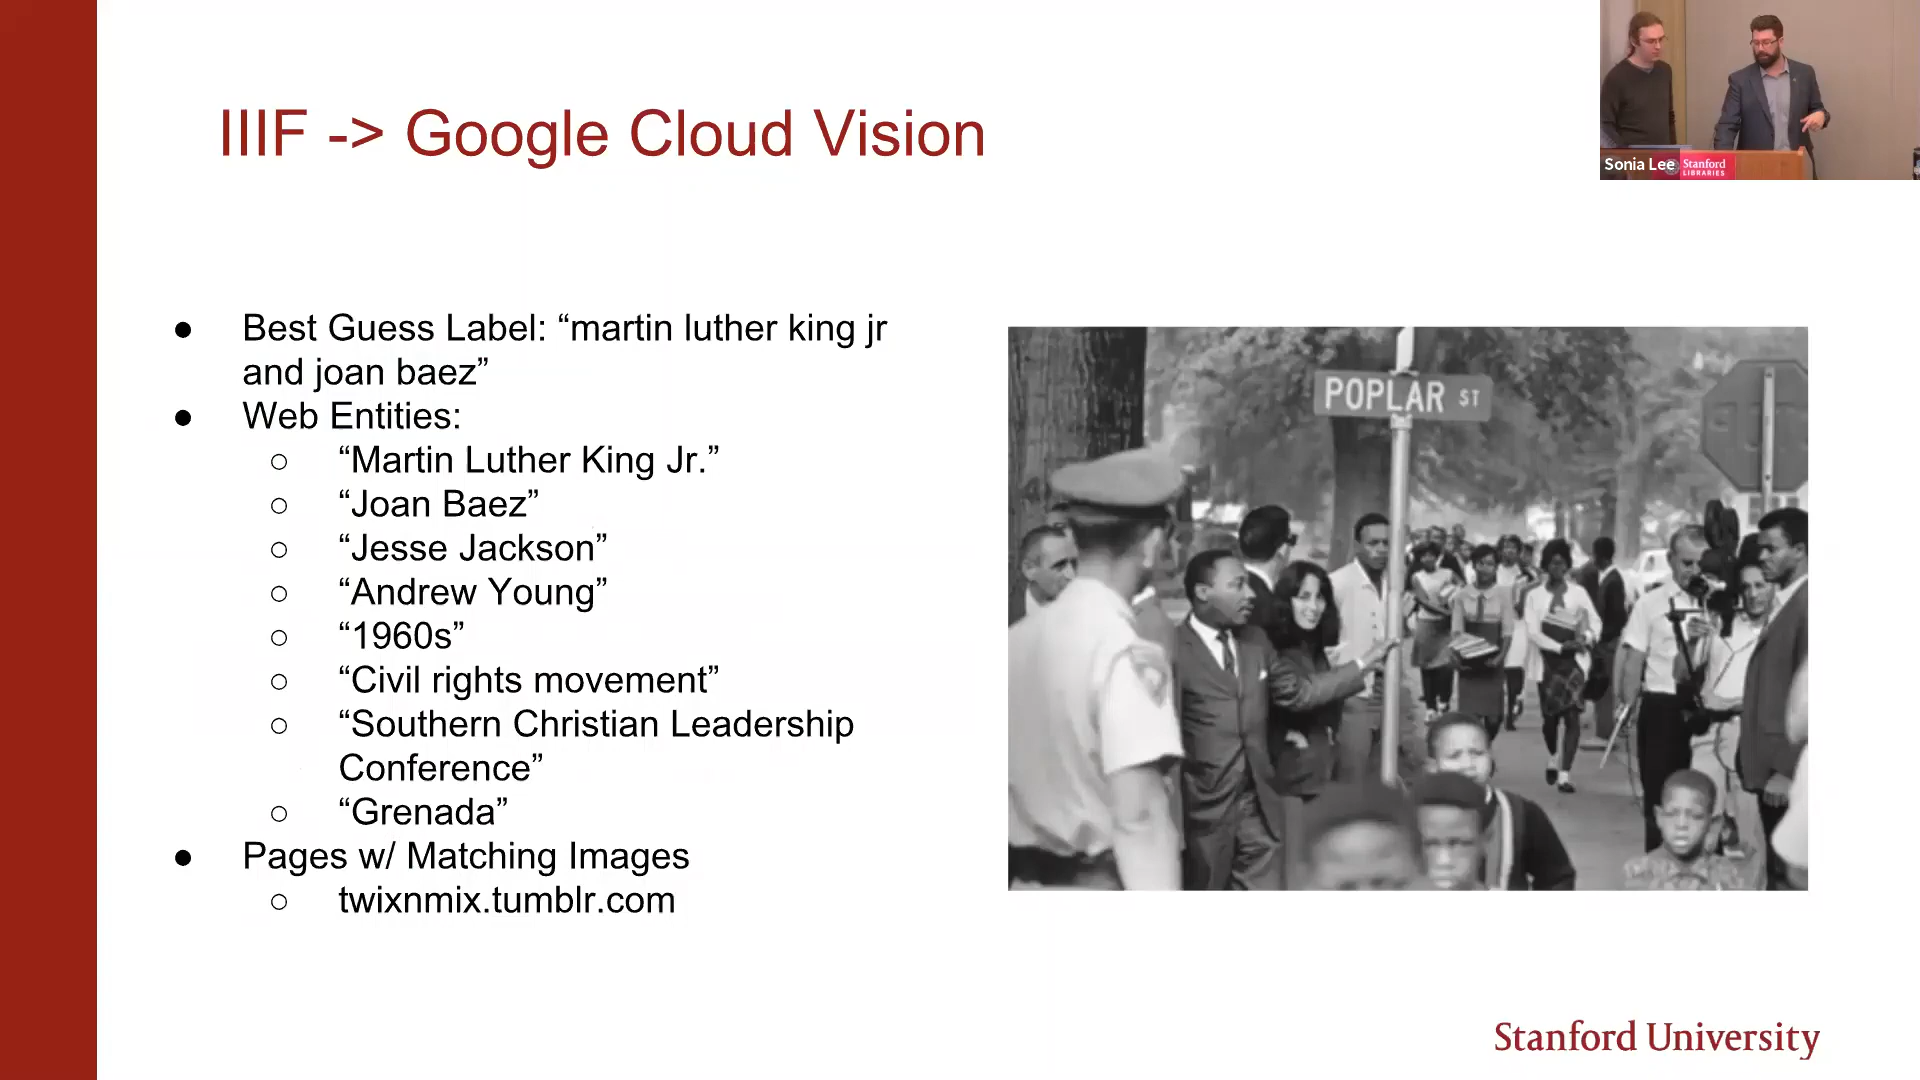 IIIF -> Google Cloud Vision
Sonia Lee
Stanford
LIBRARIES
● Best Guess Label: “martin luther king jr
and joan baez”
● Web Entities:
○ “Martin Luther King Jr.”
○ “Joan Baez”
○ “Jesse Jackson”
○ “Andrew Young”
○ “1960s”
○ “Civil rights movement”
○ “Southern Christian Leadership
Conference”
○ “Grenada”
● Pages w/ Matching Images
○ twixnmix.tumblr.com
POPLAR ST
Stanford University